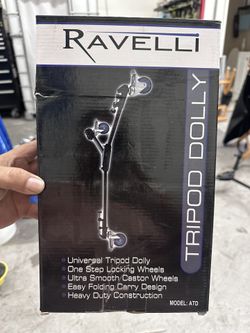 RAVELLI
TRIPOD DOLLY
Universal Tripod Dolly
One Step Locking Wheels
Ultra Smooth Castor Wheels
Easy Folding Carry Design
Heavy Duty Construction
MODEL: ATD